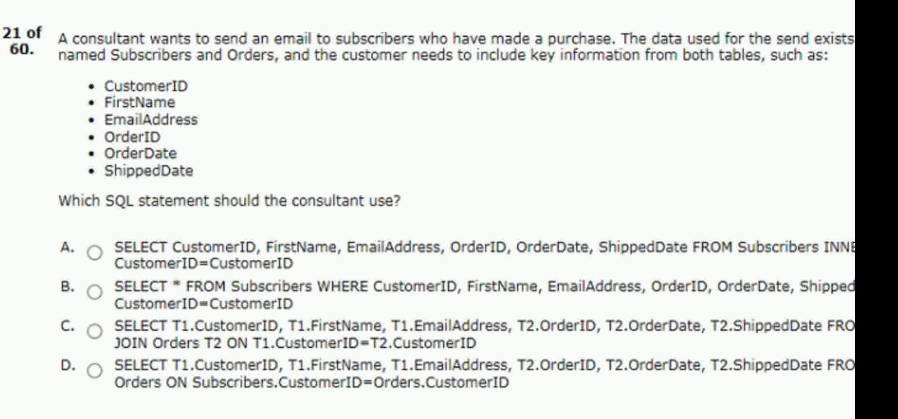 21 of
60.
A consultant wants to send an email to subscribers who have made a purchase. The data used for the send exists
named Subscribers and Orders, and the customer needs to include key information from both tables, such as:
• CustomerID
• FirstName
• EmailAddress
• OrderID
• OrderDate
• ShippedDate
Which SQL statement should the consultant use?
A. SELECT CustomerID, FirstName, EmailAddress, OrderID, OrderDate, ShippedDate FROM Subscribers INNE
CustomerID=CustomerID
B. SELECT * FROM Subscribers WHERE CustomerID, FirstName, EmailAddress, OrderID, OrderDate, Shipped
CustomerID=CustomerID
C. SELECT T1.CustomerID, T1.FirstName, T1.EmailAddress, T2.OrderID, T2.OrderDate, T2.ShippedDate FRO
JOIN Orders T2 ON T1.CustomerID=T2.CustomerID
D. SELECT T1.CustomerID, T1.FirstName, T1.EmailAddress, T2.OrderID, T2.OrderDate, T2.ShippedDate FRO
Orders ON Subscribers.CustomerID=Orders.CustomerID